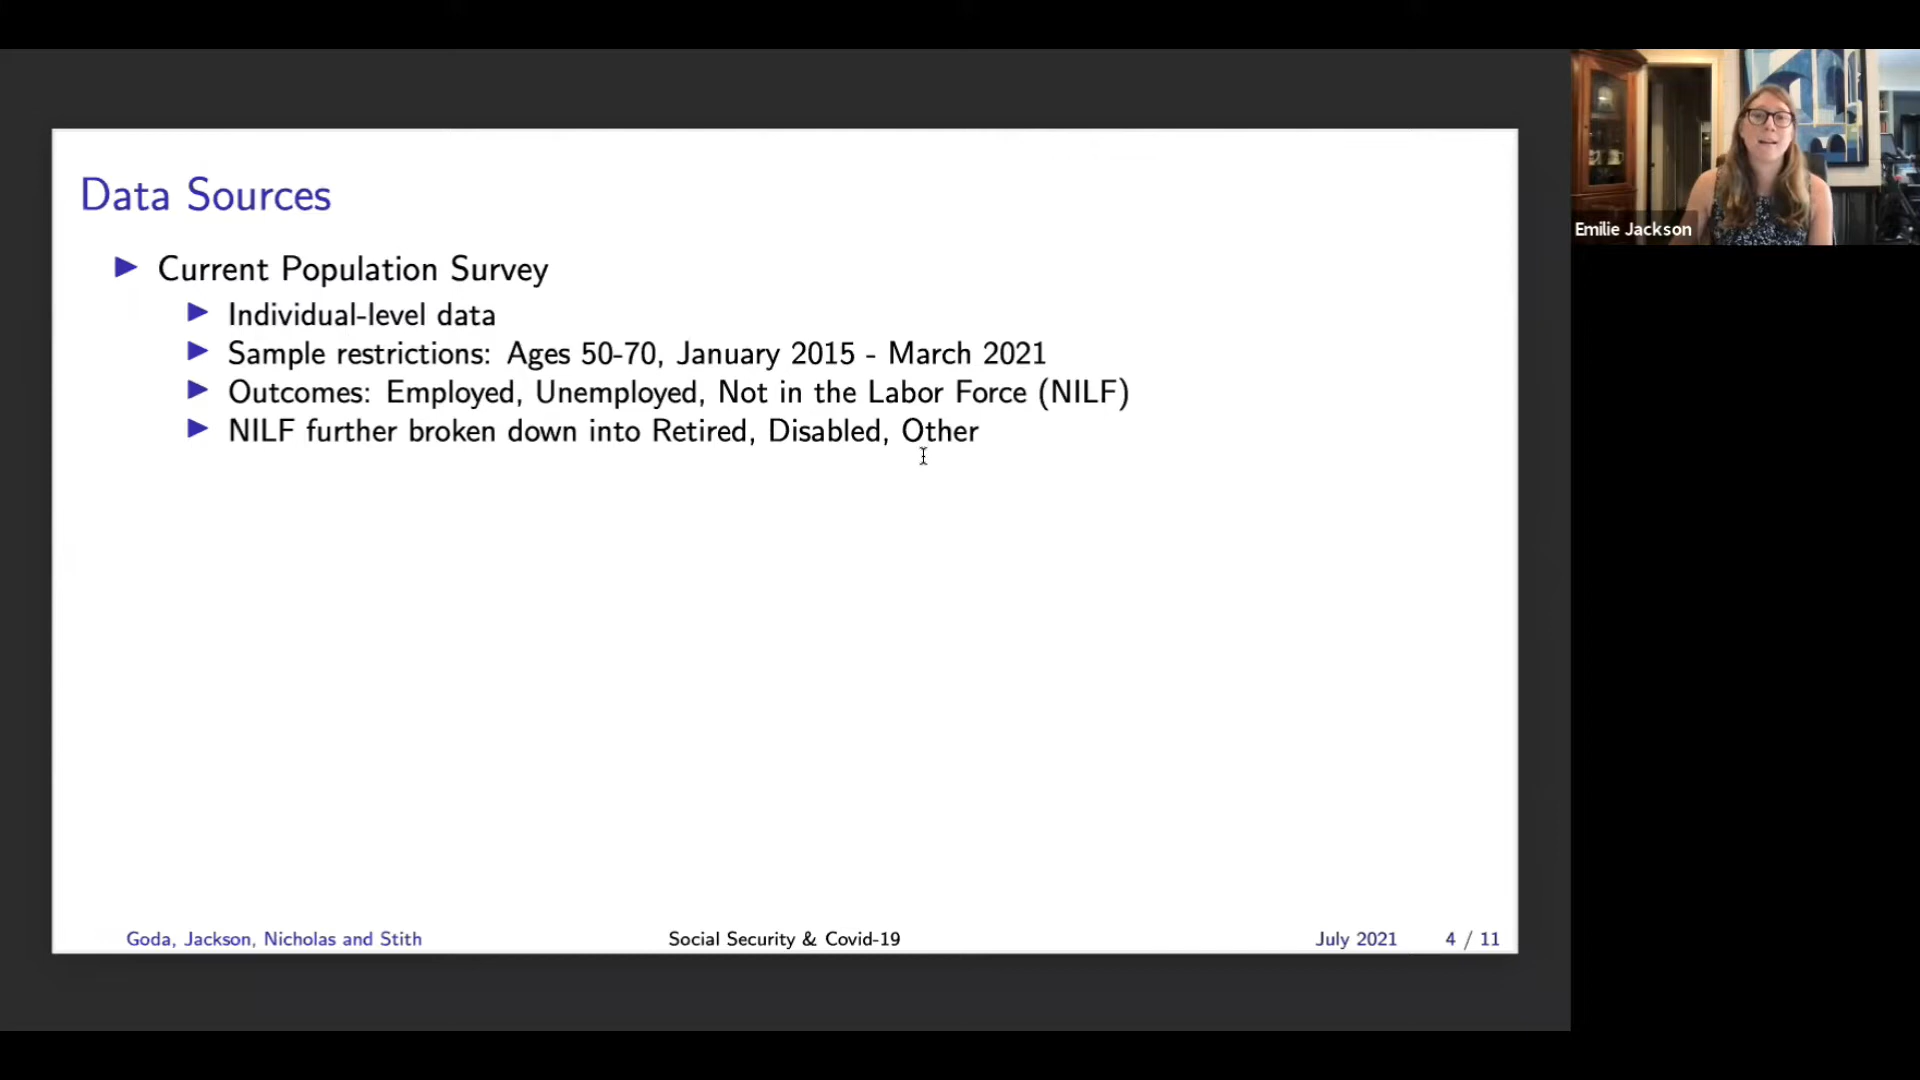 Data Sources
Current Population Survey
Individual-level data
Sample restrictions: Ages 50-70, January 2015 - March 2021
Outcomes: Employed, Unemployed, Not in the Labor Force (NILF)
NILF further broken down into Retired, Disabled, Other
Goda, Jackson, Nicholas and Stith Social Security & Covid-19 July 2021 4 / 11
Emilie Jackson